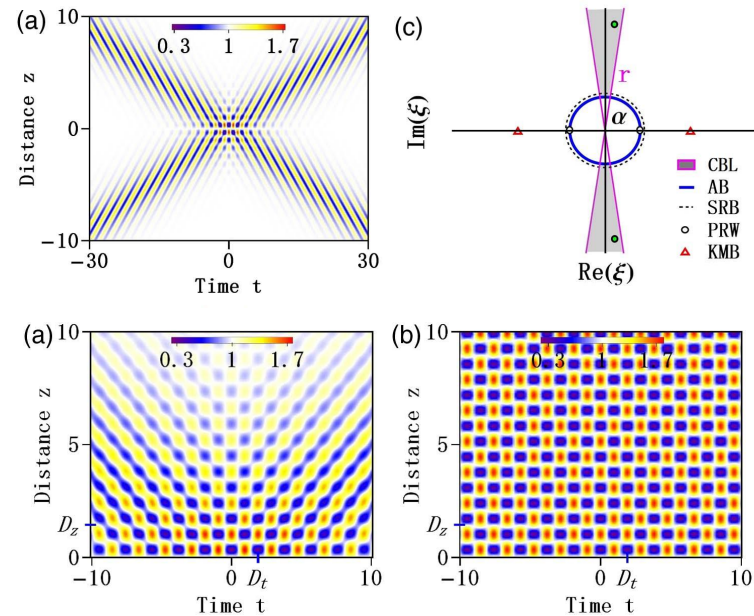 (a)
10
0.3 1 1.7
Distance z
0
-10
-30 0 30
Time t
(c)
Im(ξ)
r
α
CBL
AB
SRB
PRW
KMB
Re(ξ)
(a)
10
0.3 1 1.7
Distance z
5
D_z
0
-10 0 D_t 10
Time t
(b)
10
0.3 1 1.7
Distance z
5
D_z
0
-10 0 D_t 10
Time t